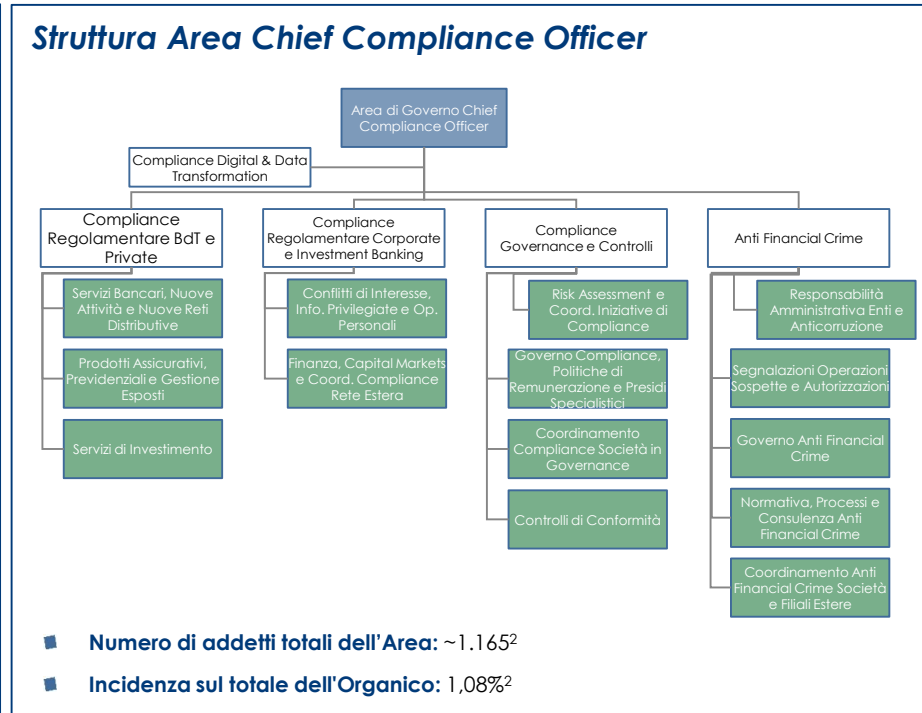 Struttura Area Chief Compliance Officer
Area di Governo Chief
Compliance Officer
Compliance Digital & Data
Transformation
Compliance
Regolamentare BdT e
Private
Servizi Bancari, Nuove
Attività e Nuove Reti
Distributive
Prodotti Assicurativi,
Previdenziali e Gestione
Esposti
Servizi di Investimento
Compliance
Regolamentare Corporate
e Investment Banking
Conflitti di Interesse,
Info. Privilegiate e Op.
Personali
Finanza, Capital Markets
e Coord. Compliance
Rete Estera
Compliance
Governance e Controlli
Risk Assessment e
Coord. Iniziative di
Compliance
Governo Compliance,
Politiche di
Remunerazione e Presidi
Specialistici
Coordinamento
Compliance Società in
Governance
Controlli di Conformità
Anti Financial Crime
Responsabilità
Amministrativa Enti e
Anticorruzione
Segnalazioni Operazioni
Sospette e Autorizzazioni
Governo Anti Financial
Crime
Normativa, Processi e
Consulenza Anti
Financial Crime
Coordinamento Anti
Financial Crime Società
e Filiali Estere
Numero di addetti totali dell'Area: ~1.165²
Incidenza sul totale dell'Organico: 1,08%²